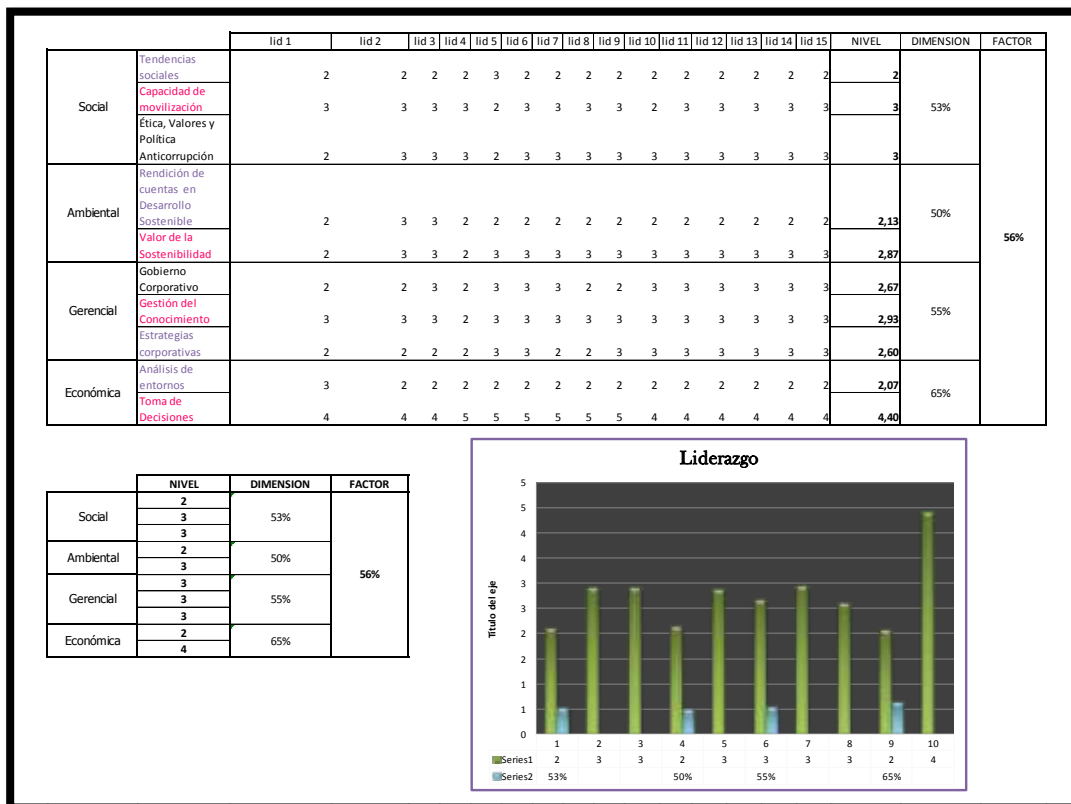 lid 1 lid 2 lid 3 lid 4 lid 5 lid 6 lid 7 lid 8 lid 9 lid 10 lid 11 lid 12 lid 13 lid 14 lid 15 NIVEL DIMENSION FACTOR
Social
Tendencias
sociales 2 2 2 2 3 2 2 2 2 2 2 2 2 2 2 2
Capacidad de
movilización 3 3 3 3 2 3 3 3 3 2 3 3 3 3 3 3
53%
Ética, Valores y
Política
Anticorrupción 2 3 3 3 2 3 3 3 3 3 3 3 3 3 3 3
Ambiental
Rendición de
cuentas en
Desarrollo
Sostenible 2 3 3 2 2 2 2 2 2 2 2 2 2 2 2 2,13
50%
Valor de la
Sostenibilidad 2 3 3 2 3 3 3 3 3 3 3 3 3 3 3 2,87
56%
Gerencial
Gobierno
Corporativo 2 2 3 2 3 3 3 2 2 3 3 3 3 3 3 2,67
Gestión del
Conocimiento 3 3 3 2 3 3 3 3 3 3 3 3 3 3 3 2,93
55%
Estrategias
corporativas 2 2 2 2 3 3 2 2 3 3 3 3 3 3 3 2,60
Económica
Análisis de
entornos 3 2 2 2 2 2 2 2 2 2 2 2 2 2 2 2,07
65%
Toma de
Decisiones 4 4 4 5 5 5 5 5 5 4 4 4 4 4 4 4,40
NIVEL DIMENSION FACTOR
Social
2
3
3
53%
Ambiental
2
3
50%
56%
Gerencial
3
3
3
55%
Económica
2
4
65%
Liderazgo
Título del eje
5
5
4
4
3
3
2
2
1
1
0
1 2 3 4 5 6 7 8 9 10
Series1 2 3 3 2 3 3 3 3 2 4
Series2 53% 50% 55% 65%